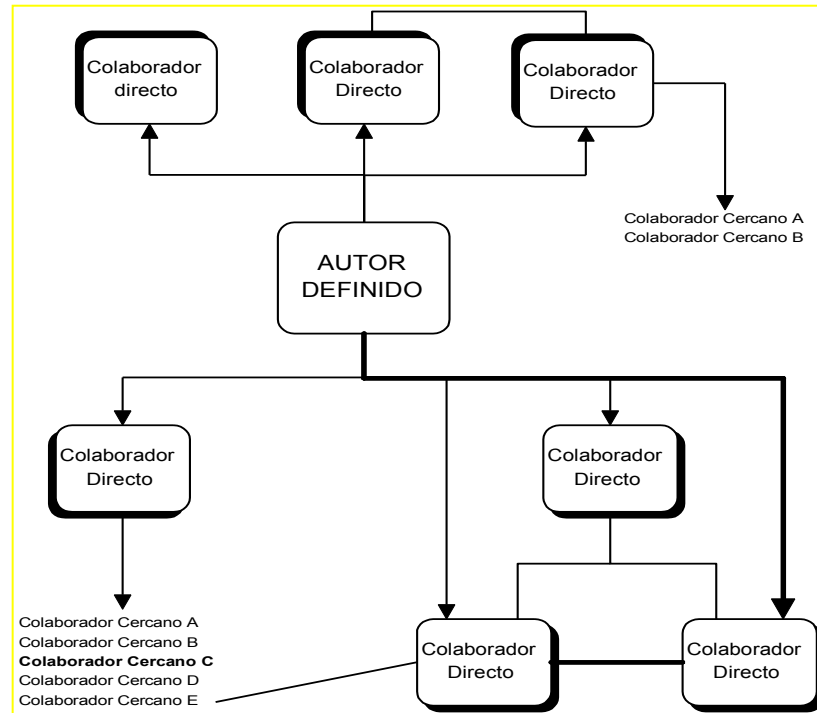 Colaborador
directo
Colaborador
Directo
Colaborador
Directo
Colaborador Cercano A
Colaborador Cercano B
AUTOR
DEFINIDO
Colaborador
Directo
Colaborador
Directo
Colaborador Cercano A
Colaborador Cercano B
Colaborador Cercano C
Colaborador Cercano D
Colaborador Cercano E
Colaborador
Directo
Colaborador
Directo